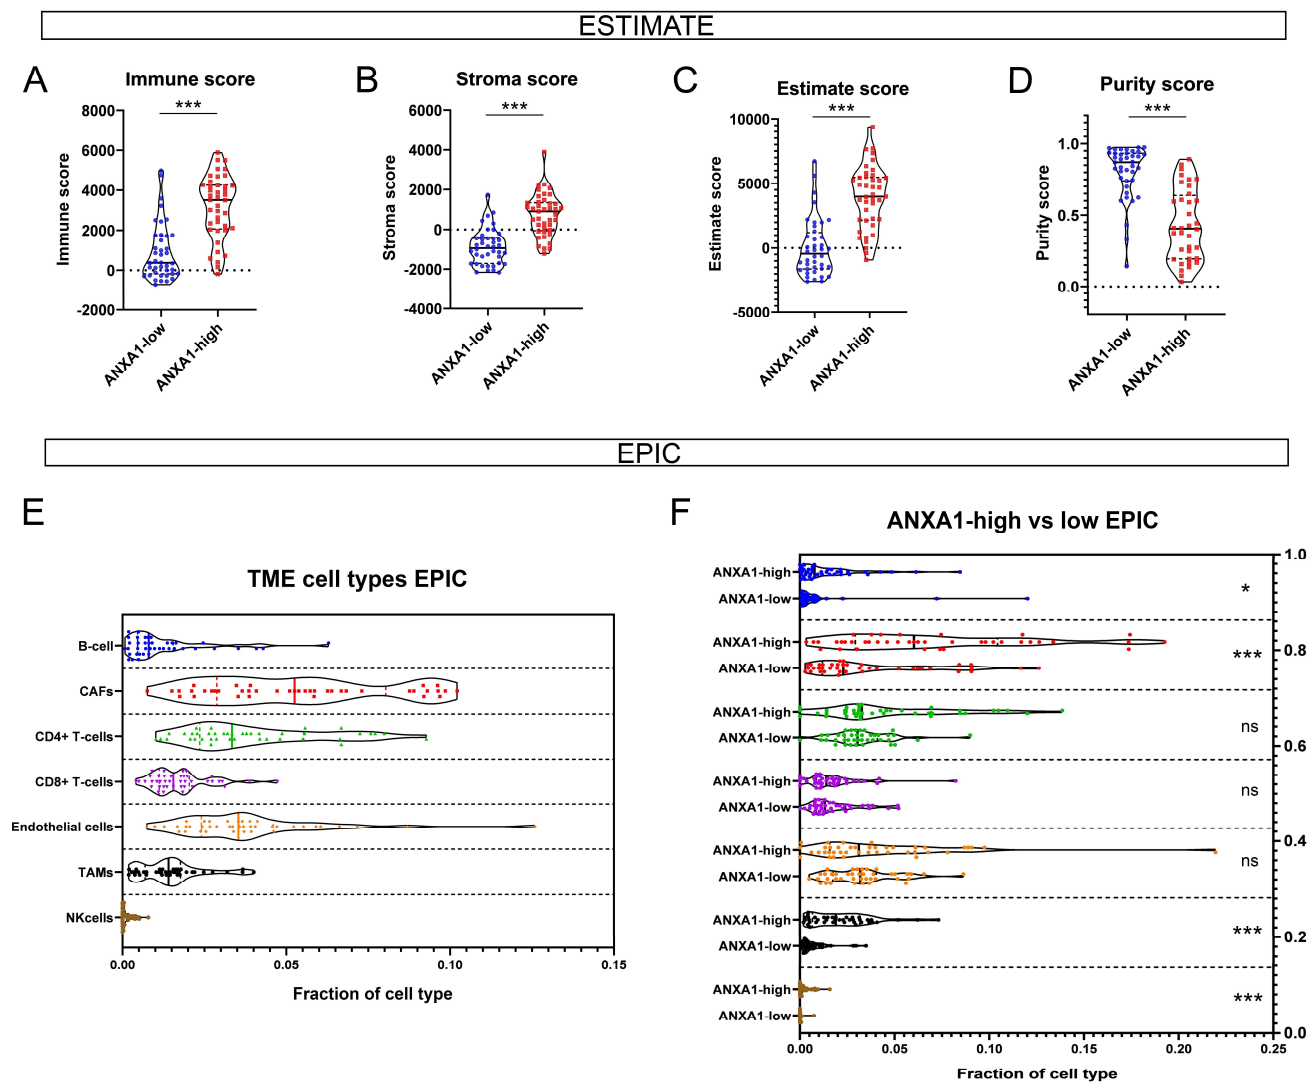 ESTIMATE
A
Immune score
***
8000
6000
4000
2000
0
-2000
Immune score
ANXA1-low
ANXA1-high
B
Stroma score
***
6000
4000
2000
0
-2000
-4000
Stroma score
ANXA1-low
ANXA1-high
C
Estimate score
***
10000
5000
0
-5000
Estimate score
ANXA1-low
ANXA1-high
D
Purity score
***
1.0
0.5
0.0
Purity score
ANXA1-low
ANXA1-high
EPIC
E
TME cell types EPIC
B-cell
CAFs
CD4+ T-cells
CD8+ T-cells
Endothelial cells
TAMs
NKcells
0.00
0.05
0.10
0.15
Fraction of cell type
F
ANXA1-high vs low EPIC
ANXA1-high
ANXA1-low
*
ANXA1-high
ANXA1-low
***
ANXA1-high
ANXA1-low
ns
ANXA1-high
ANXA1-low
ns
ANXA1-high
ANXA1-low
ns
ANXA1-high
ANXA1-low
***
ANXA1-high
ANXA1-low
***
1.0
0.8
0.6
0.4
0.2
0.0
0.00
0.05
0.10
0.15
0.20
0.25
Fraction of cell type